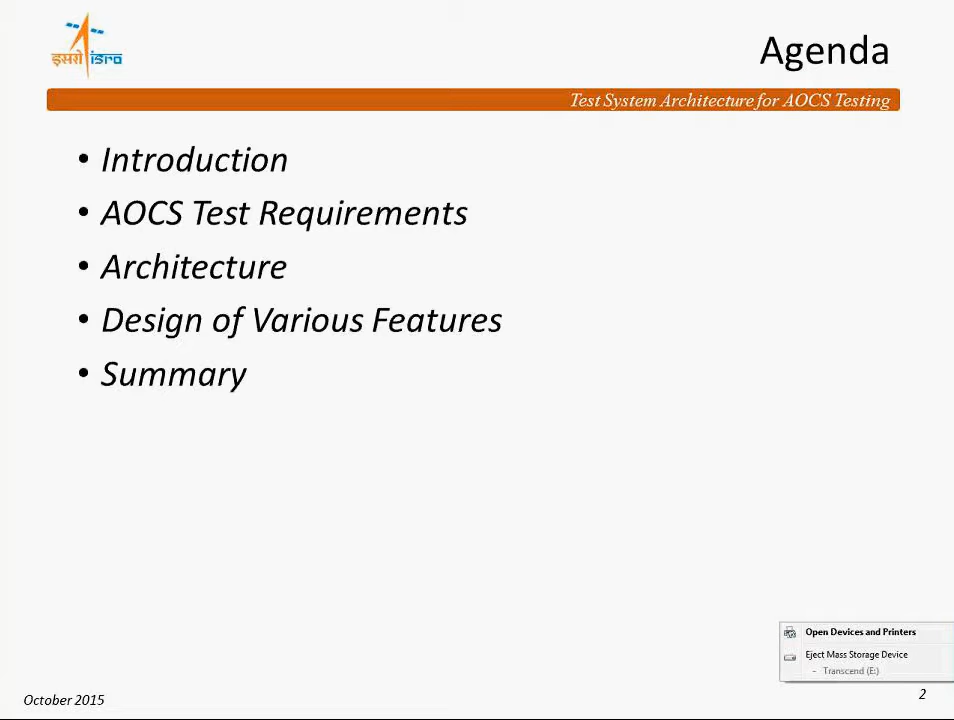 इसरो isro
Agenda
Test System Architecture for AOCS Testing
• Introduction
• AOCS Test Requirements
• Architecture
• Design of Various Features
• Summary
Open Devices and Printers
Eject Mass Storage Device
- Transcend (E:)
October 2015
2